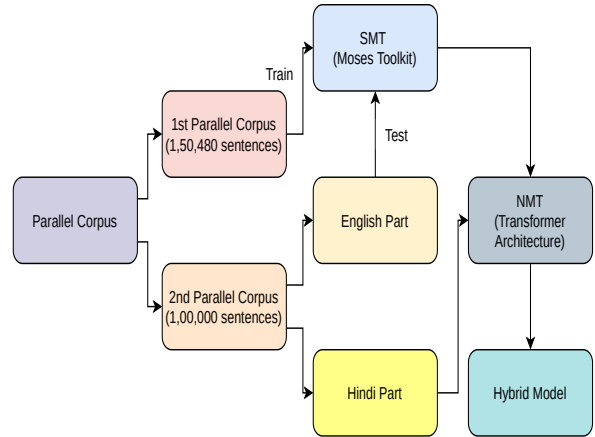 SMT
(Moses Toolkit)
Train
1st Parallel Corpus
(1,50,480 sentences)
Test
Parallel Corpus
English Part
NMT
(Transformer
Architecture)
2nd Parallel Corpus
(1,00,000 sentences)
Hindi Part
Hybrid Model